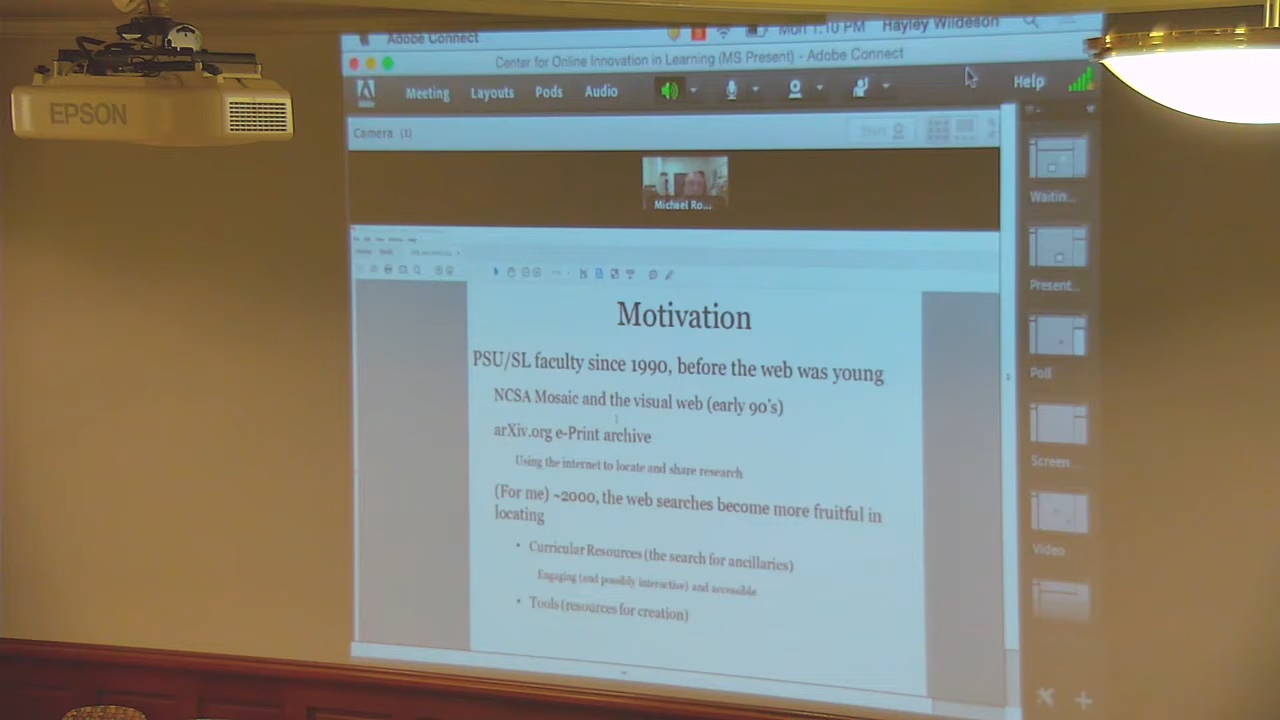 EPSON
Adobe Connect
Mon 1:10 PM Hayley Wildeson
Center for Online Innovation in Learning (MS Present) - Adobe Connect
Meeting Layouts Pods Audio Help
Camera (1)
Michael Ro...
Waitin...
Present...
Poll
Screen
Video
Motivation
PSU/SL faculty since 1990, before the web was young
NCSA Mosaic and the visual web (early 90's)
arXiv.org e-Print archive
Using the internet to locate and share research
(For me) ~2000, the web searches become more fruitful in
locating
• Curricular Resources (the search for ancillaries)
Engaging (and possibly interactive) and accessible
• Tools (resources for creation)